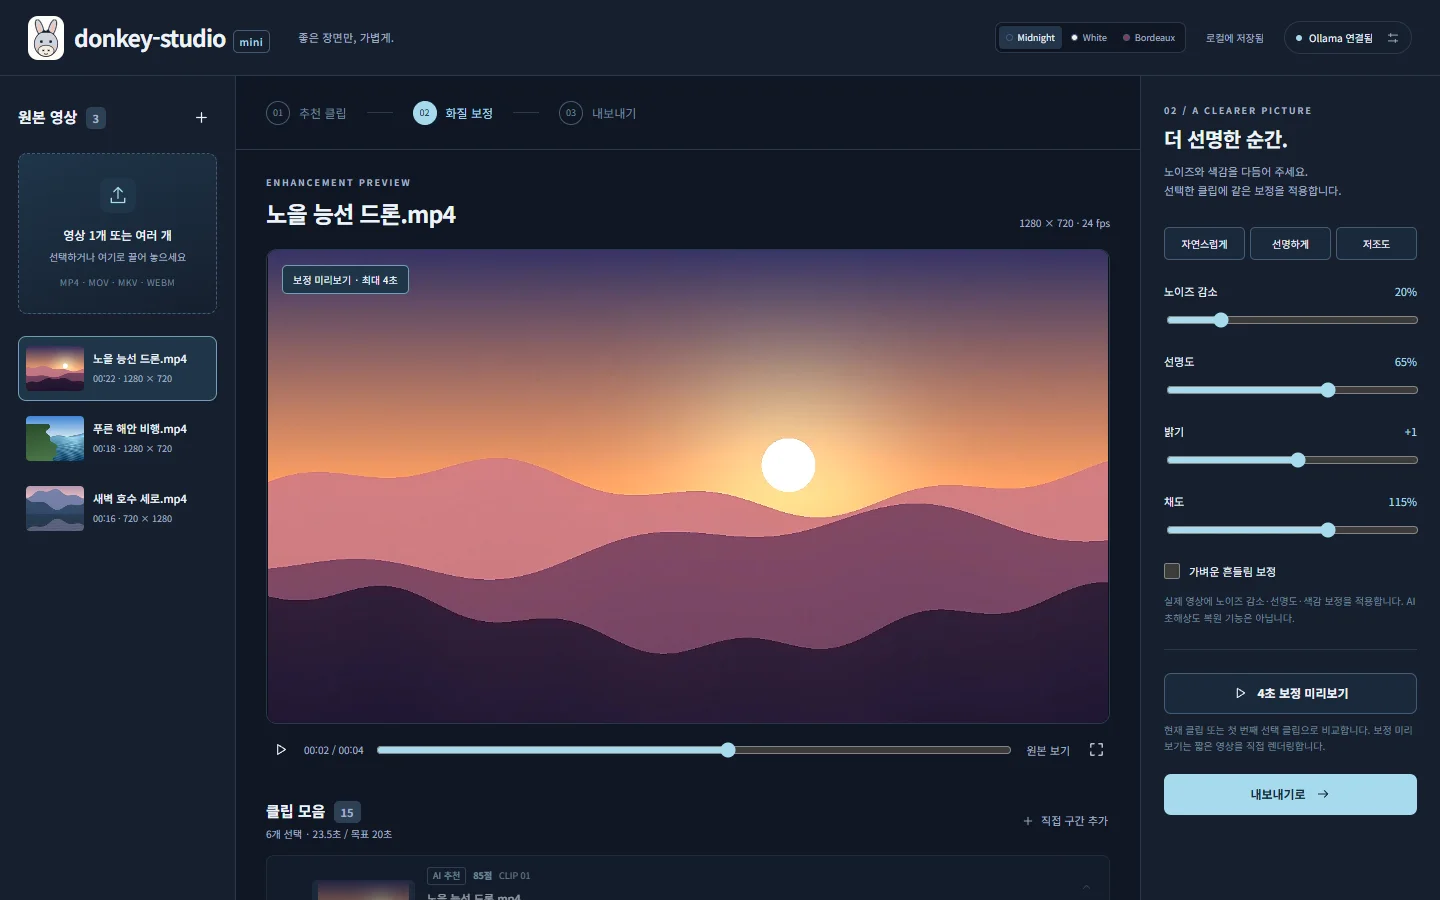 donkey-studio mini
좋은 장면만, 가볍게.
Midnight White Bordeaux
로컬에 저장됨
Ollama 연결됨
원본 영상 3
영상 1개 또는 여러 개
선택하거나 여기로 끌어 놓으세요
MP4 · MOV · MKV · WEBM
노을 능선 드론.mp4
00:22 · 1280 × 720
푸른 해안 비행.mp4
00:18 · 1280 × 720
새벽 호수 세로.mp4
00:16 · 720 × 1280
01 추천 클립
02 화질 보정
03 내보내기
ENHANCEMENT PREVIEW
노을 능선 드론.mp4
1280 × 720 · 24 fps
보정 미리보기 · 최대 4초
00:02 / 00:04
원본 보기
클립 모음 15
6개 선택 · 23.5초 / 목표 20초
직접 구간 추가
AI 추천 85점 CLIP 01
노을 능선 드론.mp4
02 / A CLEARER PICTURE
더 선명한 순간.
노이즈와 색감을 다듬어 주세요.
선택한 클립에 같은 보정을 적용합니다.
자연스럽게 선명하게 저조도
노이즈 감소 20%
선명도 65%
밝기 +1
채도 115%
가벼운 흔들림 보정
실제 영상에 노이즈 감소·선명도·색감 보정을 적용합니다. AI
초해상도 복원 기능은 아닙니다.
4초 보정 미리보기
현재 클립 또는 첫 번째 선택 클립으로 비교합니다. 보정 미리
보기는 짧은 영상을 직접 렌더링합니다.
내보내기로